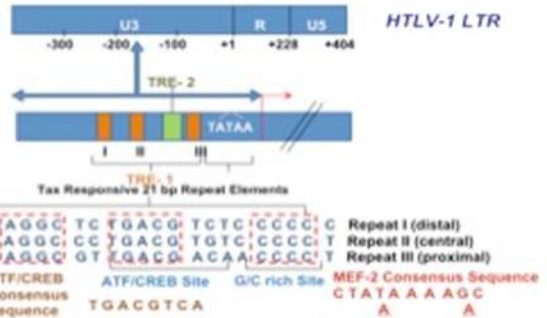 HTLV-1 LTR
U3 R U5
-300 -200 -100 +1 +228 +404
TRE- 2
TATAA
I II III
TRE- 1
Tax Responsive 21 bp Repeat Elements
AGGC TC TGACG TCTC CCCC C Repeat I (distal)
AGGC CC TGACG TGTC CCCC T Repeat II (central)
AGGC GT TGACG ACAA CCCC T Repeat III (proximal)
TF/CREB
onsensus
equence
ATF/CREB Site
G/C rich Site
MEF-2 Consensus Sequence
TGACGTCA
CTATAAAAGC
A A